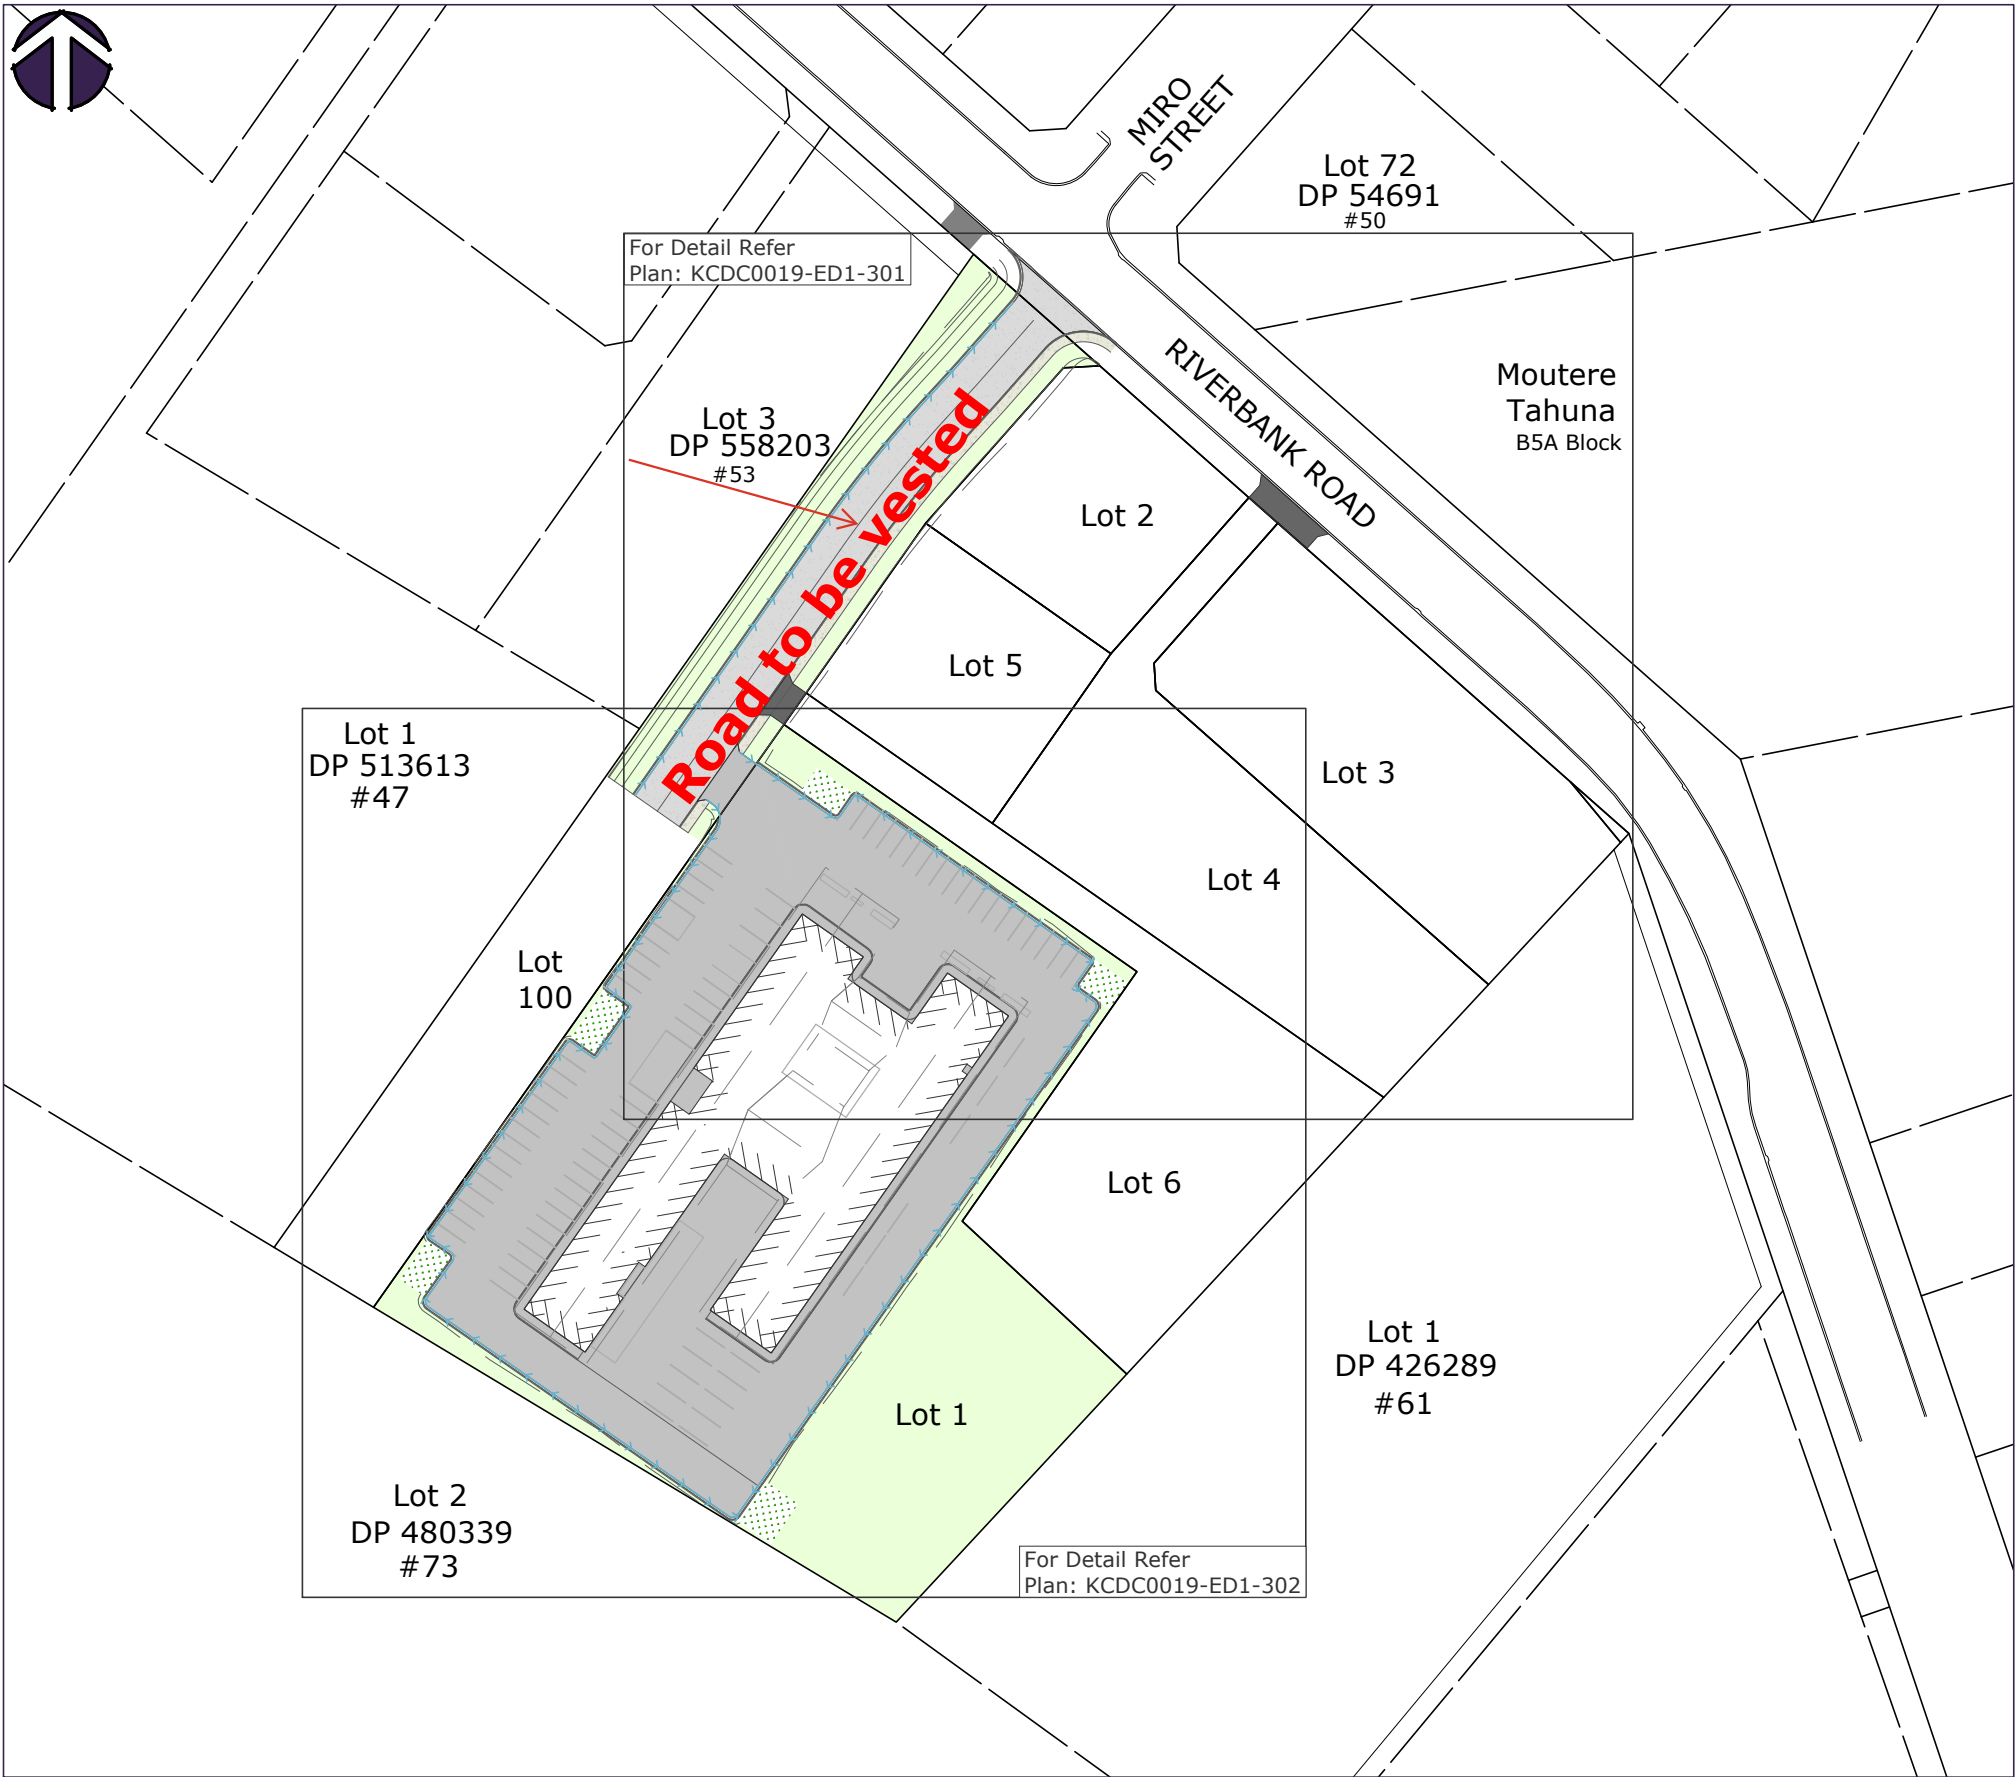 MIRO
STREET
Lot 72
DP 54691
#50
For Detail Refer
Plan: KCDC0019-ED1-301
RIVERBANK ROAD
Moutere
Tahuna
B5A Block
Lot 3
DP 558203
#53
Road to be vested
Lot 2
Lot 5
Lot 1
DP 513613
#47
Lot 3
Lot 4
Lot
100
Lot 6
Lot 1
DP 426289
#61
Lot 1
Lot 2
DP 480339
#73
For Detail Refer
Plan: KCDC0019-ED1-302